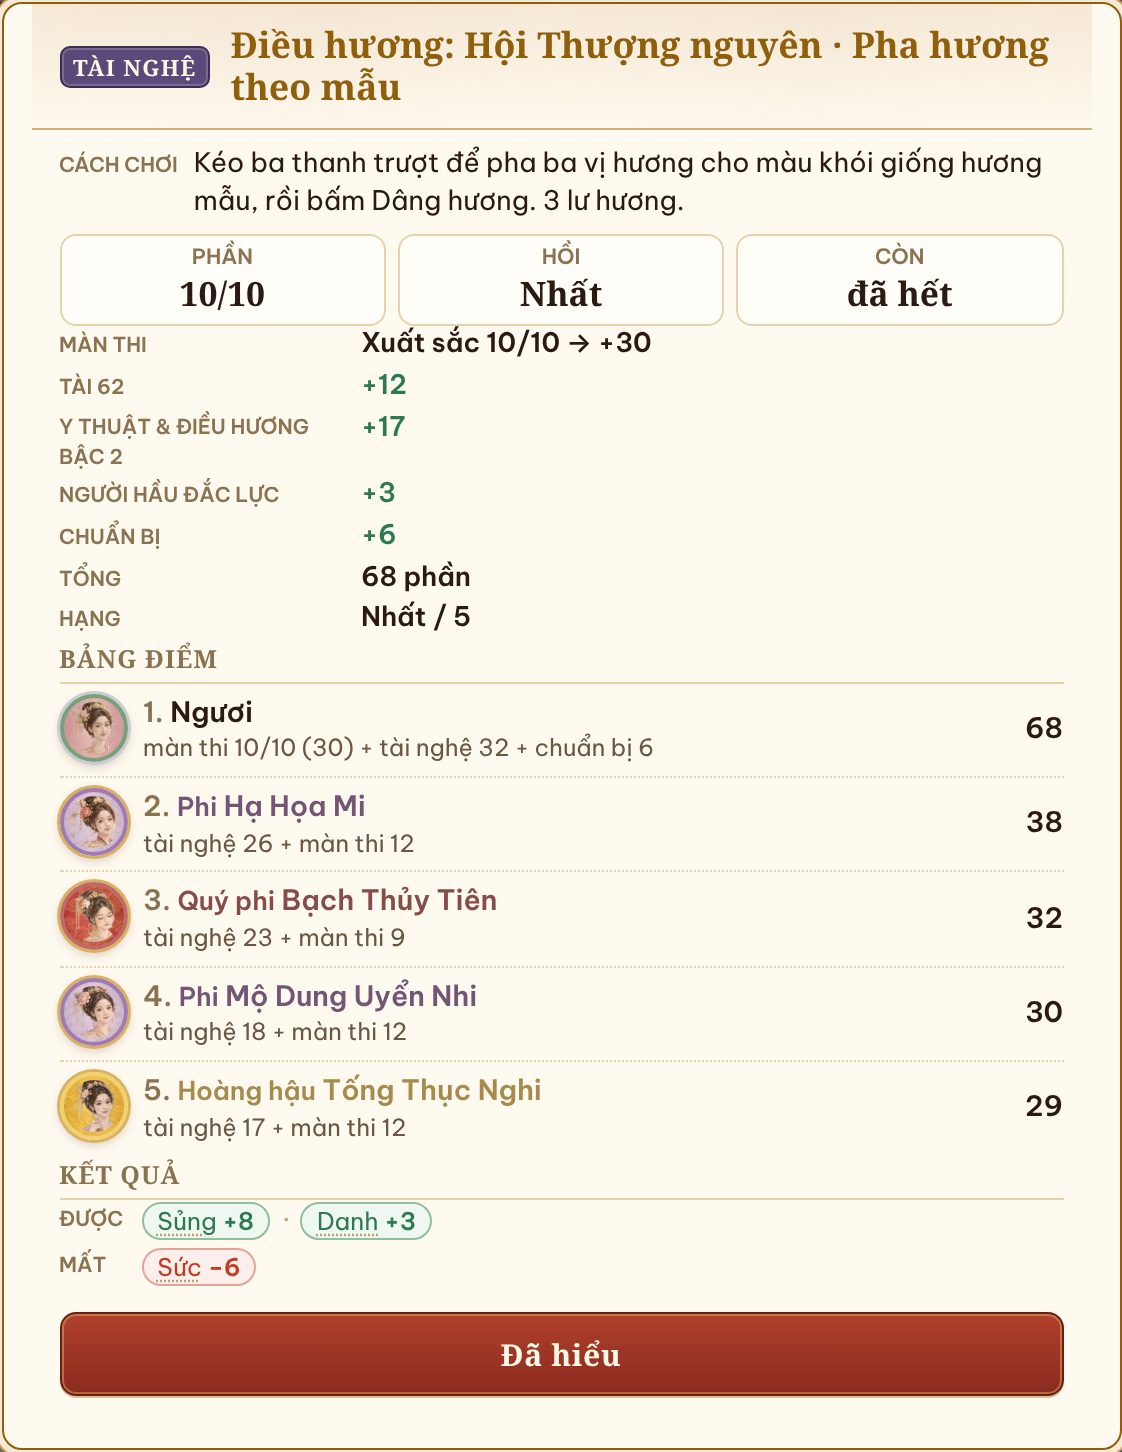 TÀI NGHỆ
Điều hương: Hội Thượng nguyên · Pha hương
theo mẫu
CÁCH CHƠI Kéo ba thanh trượt để pha ba vị hương cho màu khói giống hương
mẫu, rồi bấm Dâng hương. 3 lư hương.
PHẦN HỒI CÒN
10/10 Nhất đã hết
MÀN THI Xuất sắc 10/10 → +30
TÀI 62 +12
Y THUẬT & ĐIỀU HƯƠNG +17
BẬC 2
NGƯỜI HẦU ĐẮC LỰC +3
CHUẨN BỊ +6
TỔNG 68 phần
HẠNG Nhất / 5
BẢNG ĐIỂM
1. Ngươi 68
màn thi 10/10 (30) + tài nghệ 32 + chuẩn bị 6
2. Phi Hạ Họa Mi 38
tài nghệ 26 + màn thi 12
3. Quý phi Bạch Thủy Tiên 32
tài nghệ 23 + màn thi 9
4. Phi Mộ Dung Uyển Nhi 30
tài nghệ 18 + màn thi 12
5. Hoàng hậu Tống Thục Nghi 29
tài nghệ 17 + màn thi 12
KẾT QUẢ
ĐƯỢC Sủng +8 · Danh +3
MẤT Sức −6
Đã hiểu